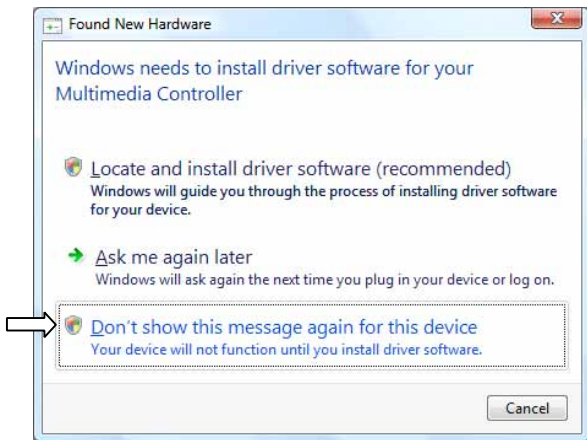 Found New Hardware
Windows needs to install driver software for your
Multimedia Controller
Locate and install driver software (recommended)
Windows will guide you through the process of installing driver software
for your device.
Ask me again later
Windows will ask again the next time you plug in your device or log on.
Don't show this message again for this device
Your device will not function until you install driver software.
Cancel